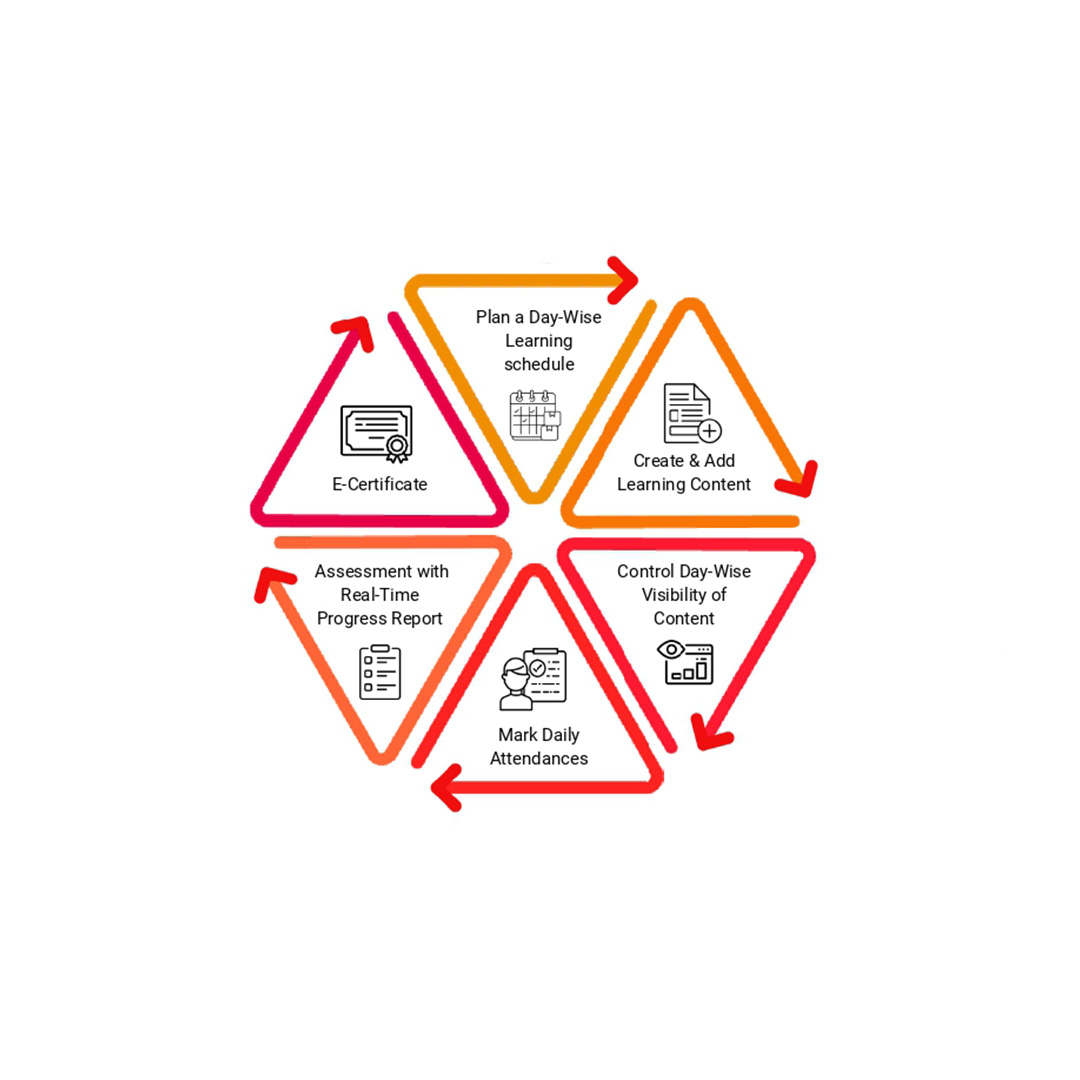 Plan a Day-Wise
Learning
schedule
Create & Add
Learning Content
E-Certificate
Assessment with
Real-Time
Progress Report
Control Day-Wise
Visibility of
Content
Mark Daily
Attendances